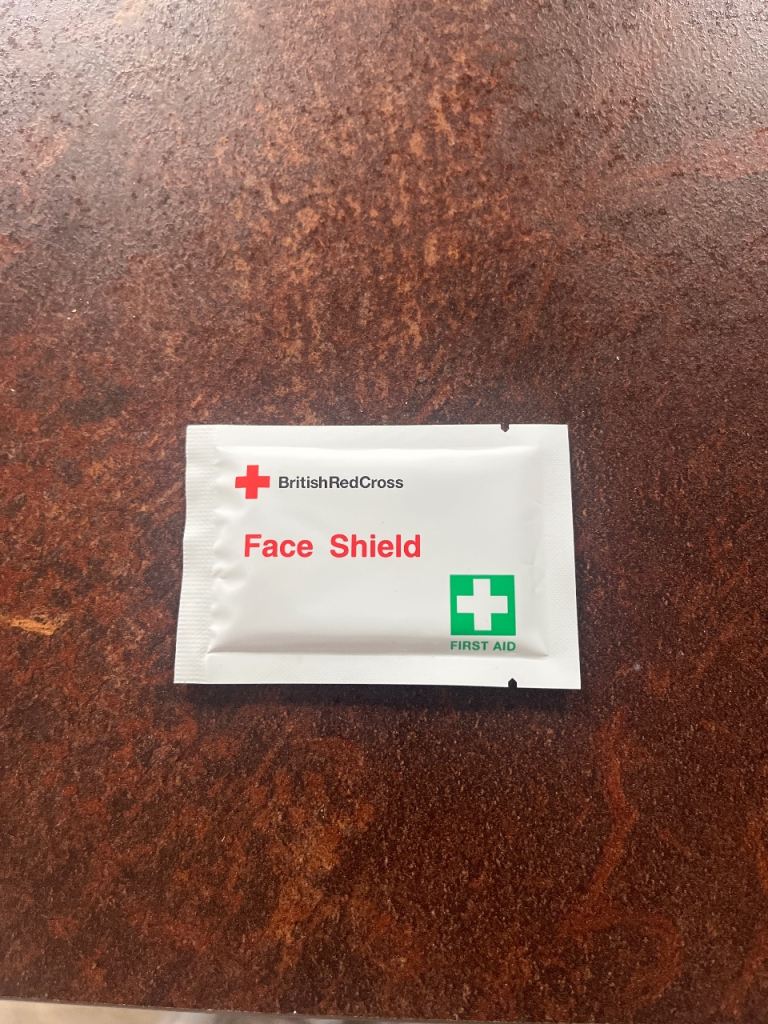 BritishRedCross
Face Shield
FIRST AID